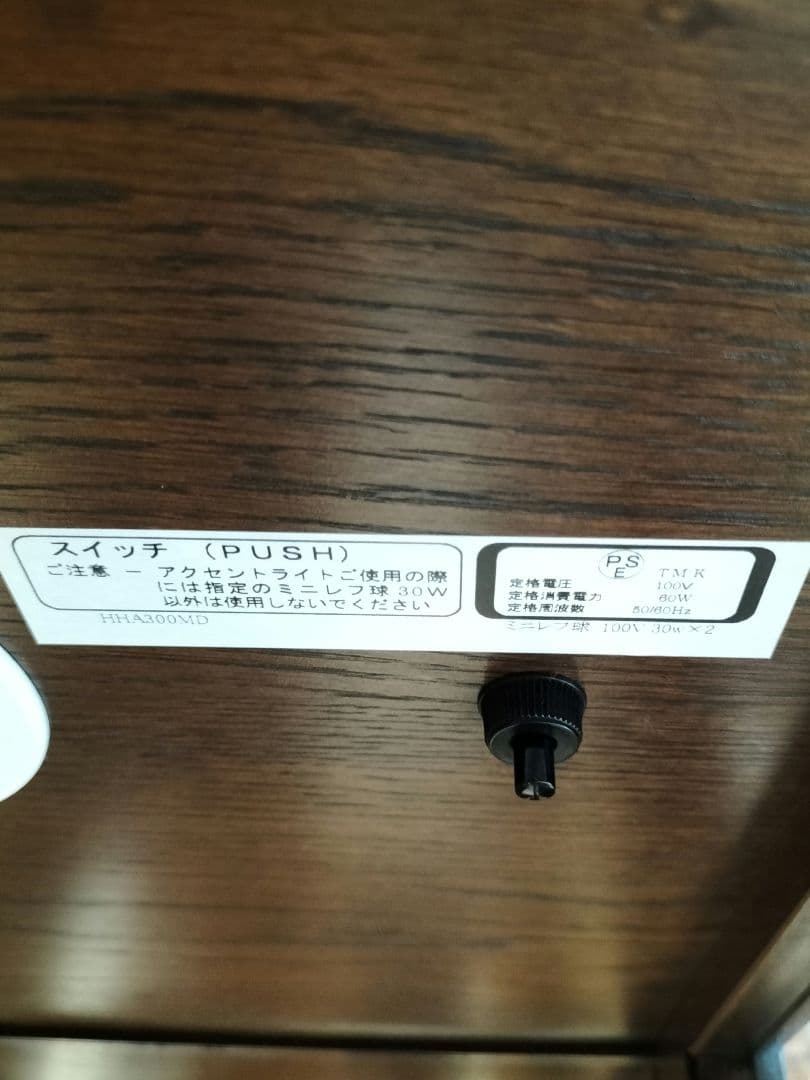 スイッチ （PUSH）
ご注意 － アクセントライトご使用の際
には指定のミニレフ球30W
以外は使用しないでください
HHA300MD
PSE TMK
定格電圧 100V
定格消費電力 60W
定格周波数 50/60Hz
ミニレフ球 100V 30w×2